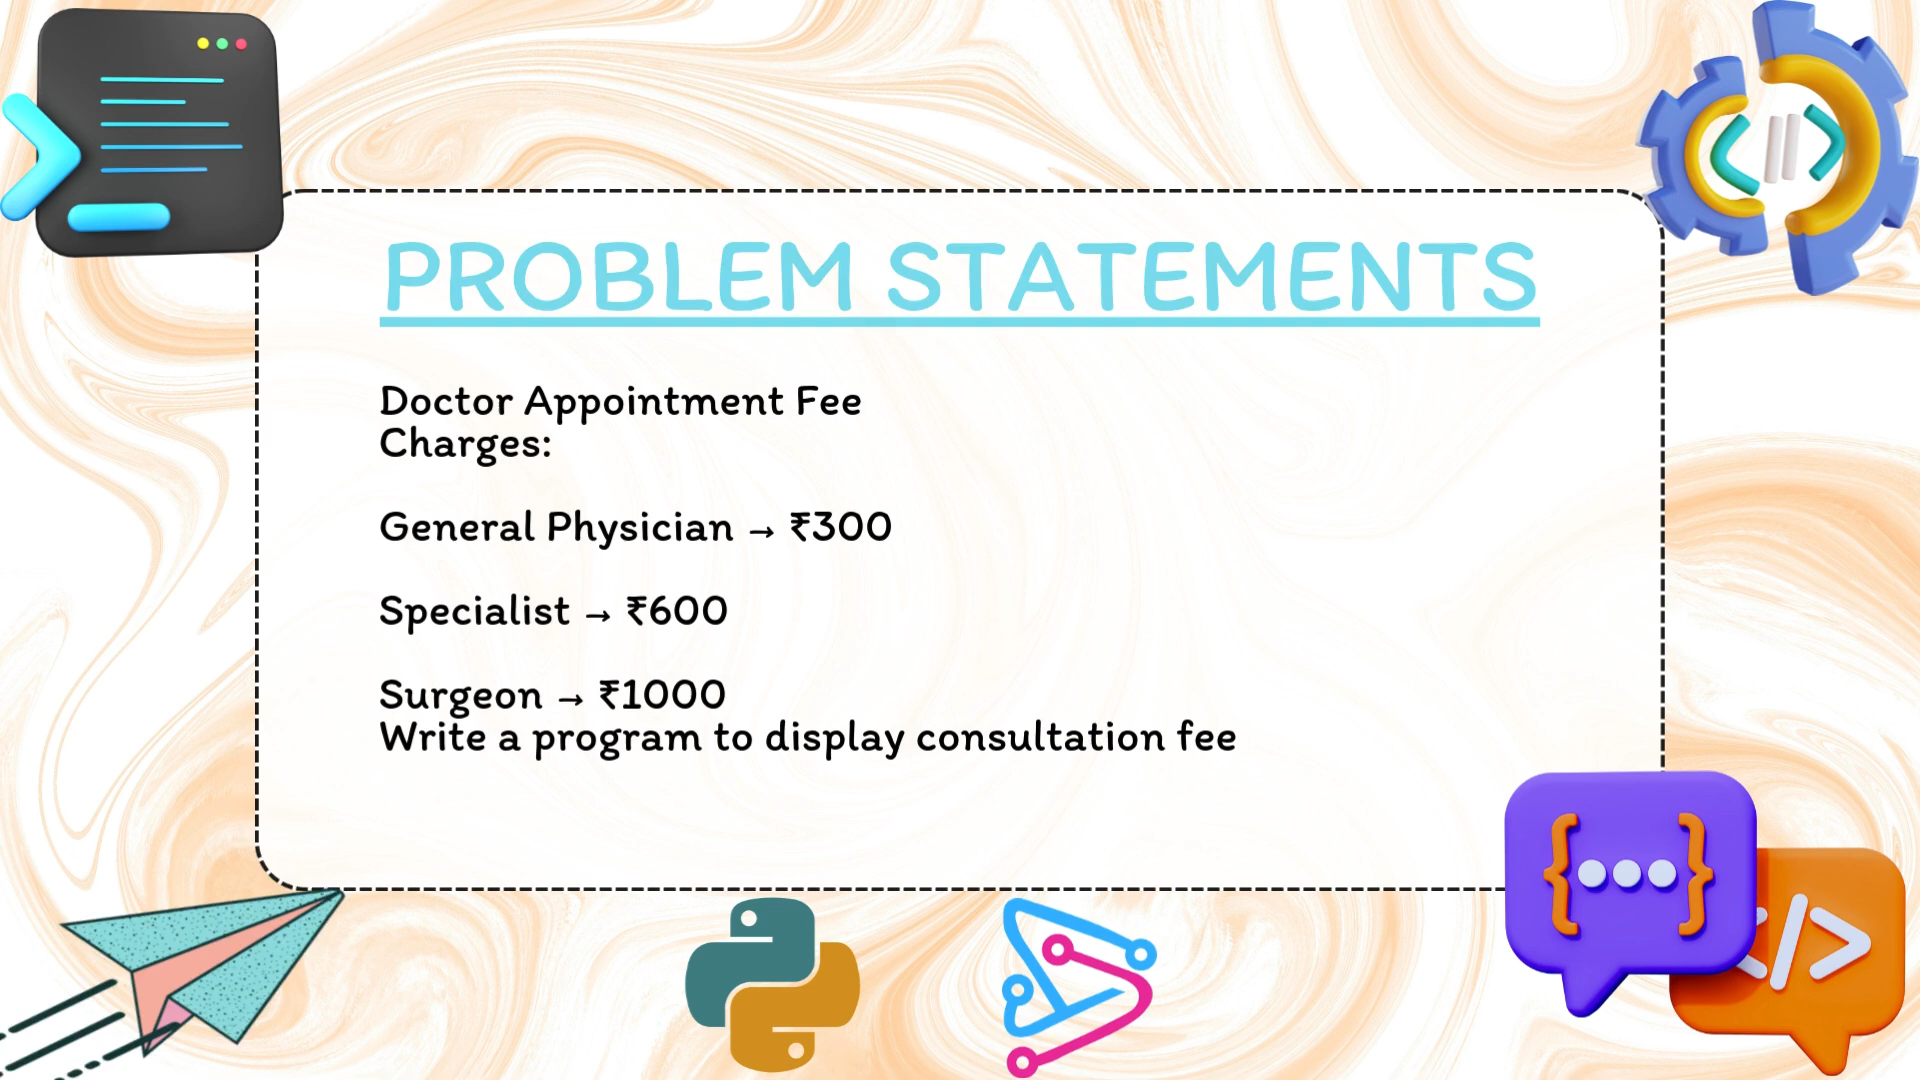 PROBLEM STATEMENTS
Doctor Appointment Fee
Charges:
General Physician → ₹300
Specialist → ₹600
Surgeon → ₹1000
Write a program to display consultation fee